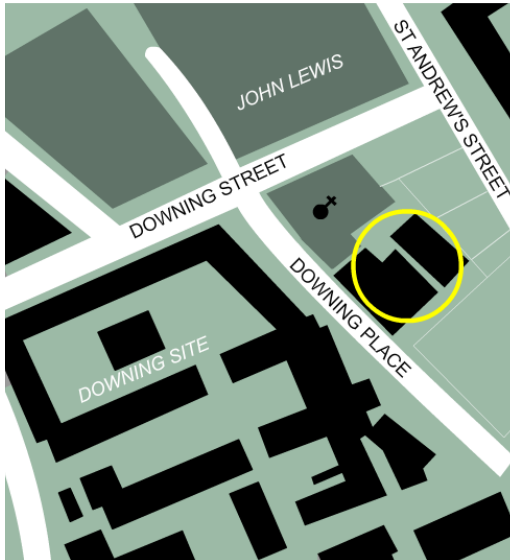 ST ANDREW'S STREET
JOHN LEWIS
DOWNING STREET
DOWNING PLACE
DOWNING SITE